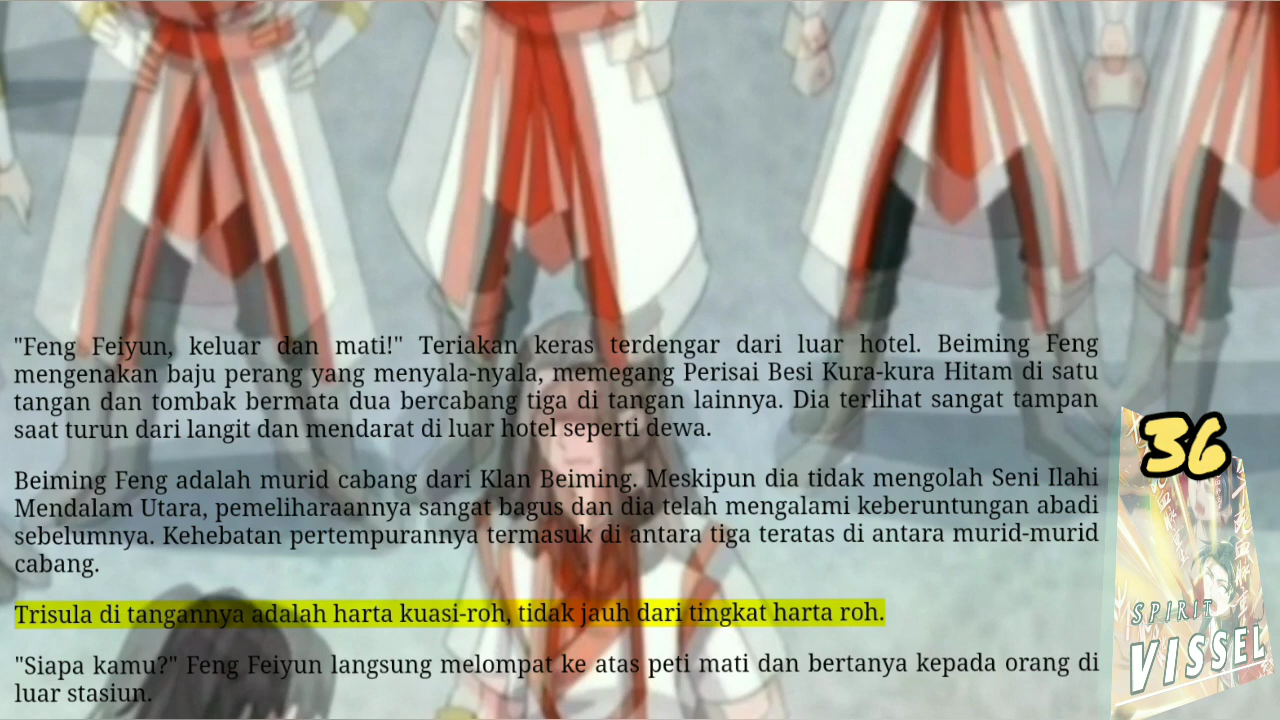 "Feng Feiyun, keluar dan mati!" Teriakan keras terdengar dari luar hotel. Beiming Feng
mengenakan baju perang yang menyala-nyala, memegang Perisai Besi Kura-kura Hitam di satu
tangan dan tombak bermata dua bercabang tiga di tangan lainnya. Dia terlihat sangat tampan
saat turun dari langit dan mendarat di luar hotel seperti dewa.
Beiming Feng adalah murid cabang dari Klan Beiming. Meskipun dia tidak mengolah Seni Ilahi
Mendalam Utara, pemeliharaannya sangat bagus dan dia telah mengalami keberuntungan abadi
sebelumnya. Kehebatan pertempurannya termasuk di antara tiga teratas di antara murid-murid
cabang.
Trisula di tangannya adalah harta kuasi-roh, tidak jauh dari tingkat harta roh.
"Siapa kamu?" Feng Feiyun langsung melompat ke atas peti mati dan bertanya kepada orang di
luar stasiun.
36
SPIRIT
VISSEL